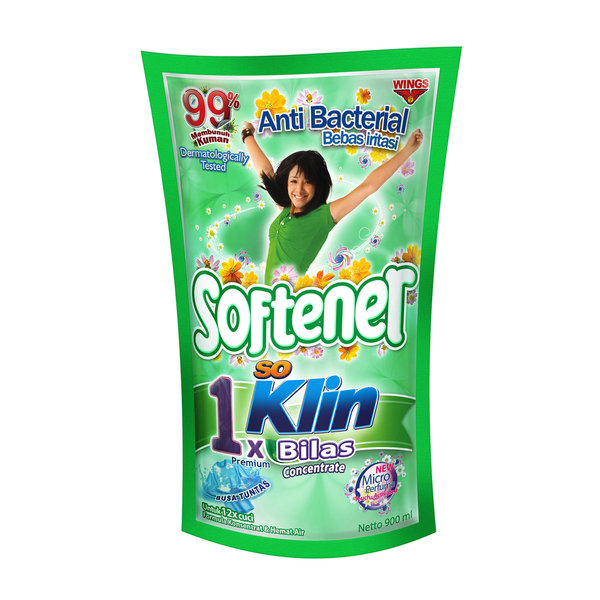 WINGS
99%
Membunuh
Kuman
Dermatologically
Tested
Anti Bacterial
Bebas iritasi
Softener
so
Klin
1x Bilas
Premium
Concentrate
BUSA TUNTAS
Untuk 12x cuci
Formula Konsentrat & Hemat Air
NEW
Micro
Perfume
Netto 900 ml